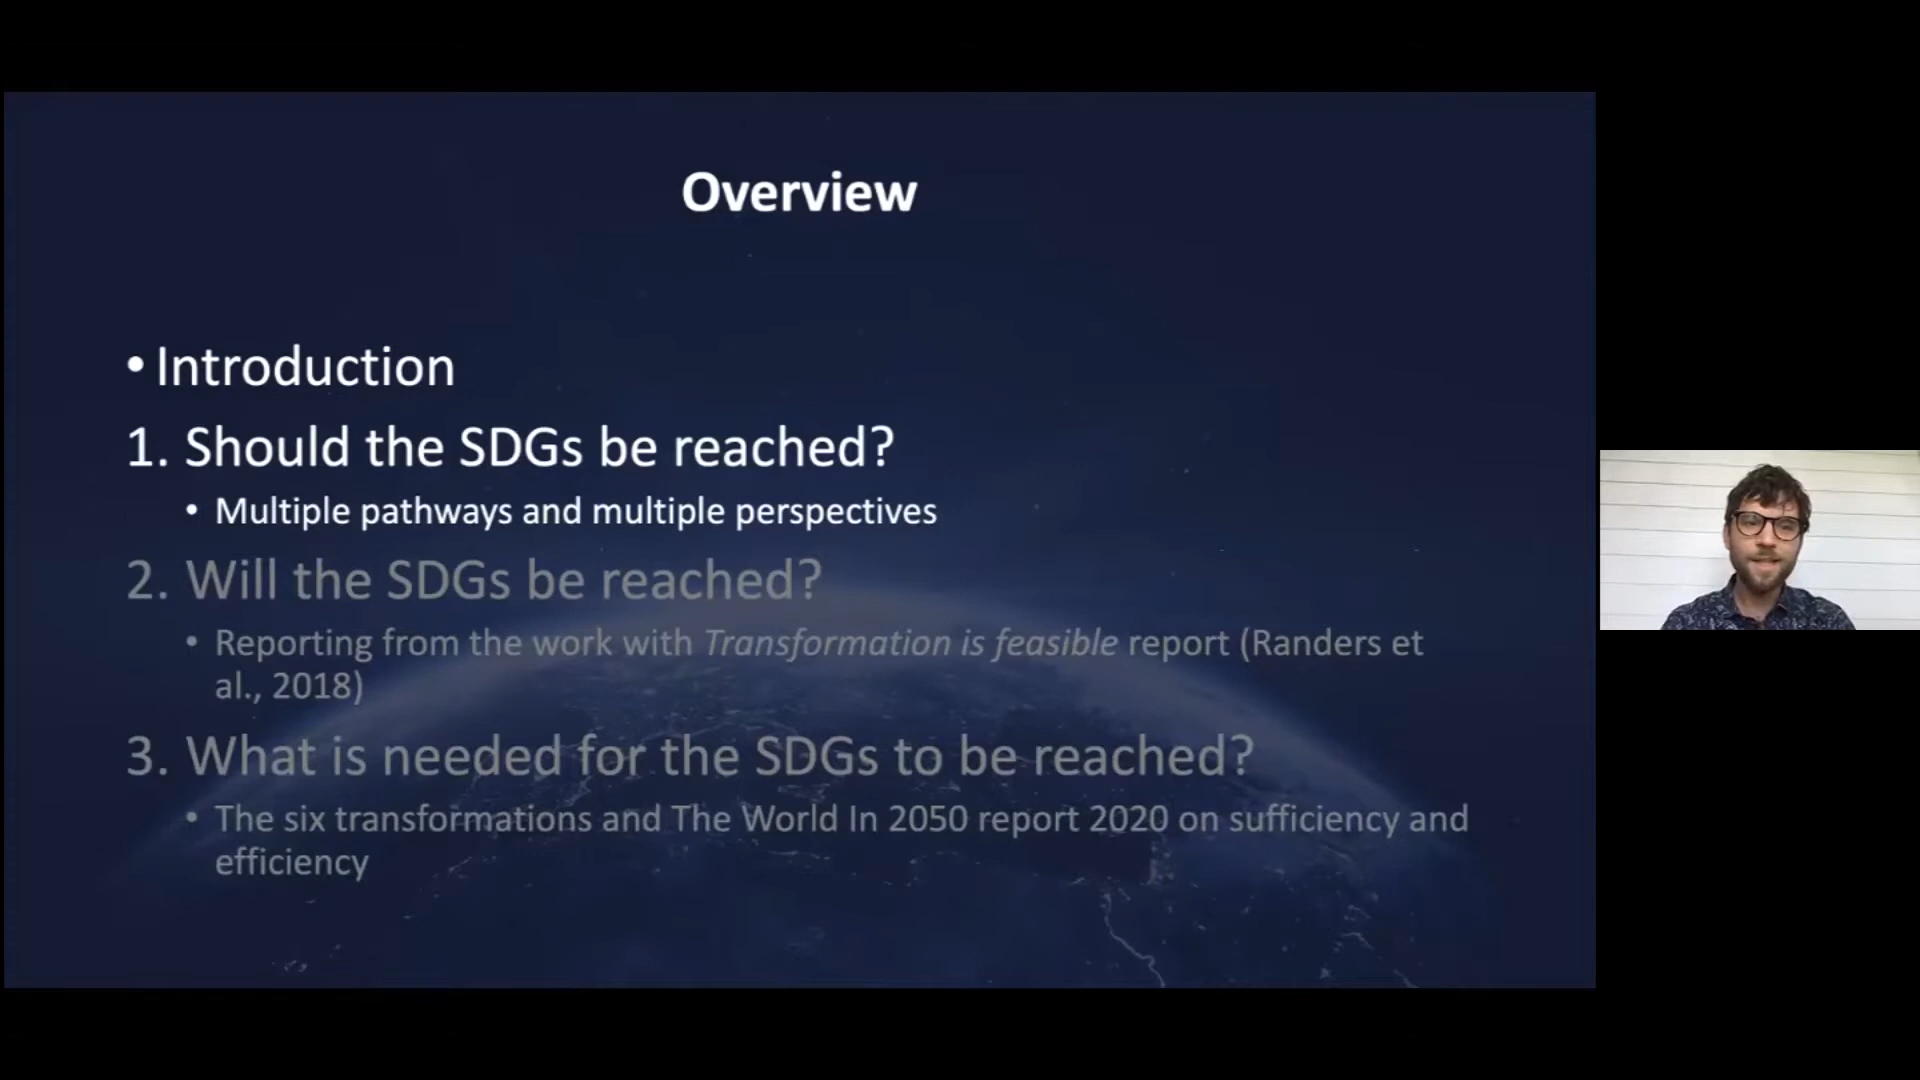 Overview
• Introduction
1. Should the SDGs be reached?
• Multiple pathways and multiple perspectives
2. Will the SDGs be reached?
• Reporting from the work with Transformation is feasible report (Randers et
al., 2018)
3. What is needed for the SDGs to be reached?
• The six transformations and The World In 2050 report 2020 on sufficiency and
efficiency